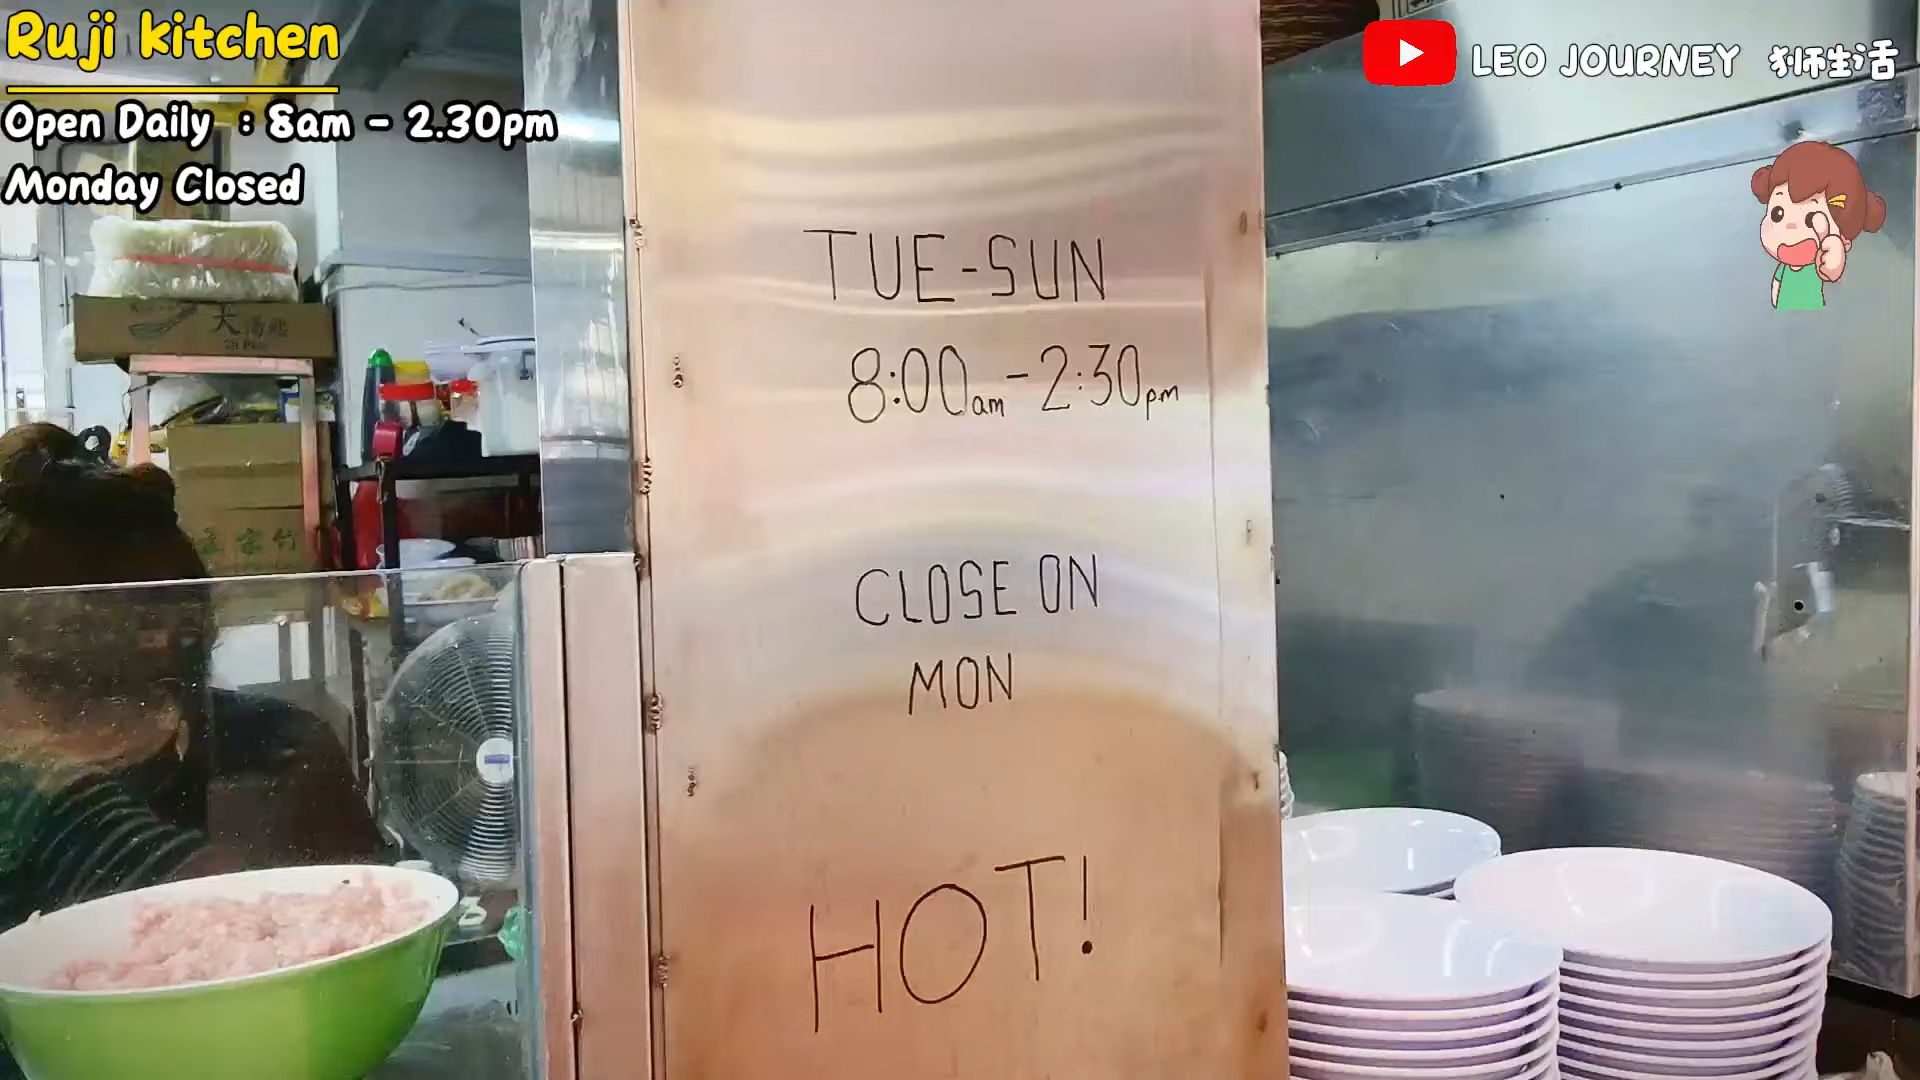 Ruji kitchen
Open Daily : 8am - 2.30pm
Monday Closed
LEO JOURNEY 狮生活
TUE-SUN
8:00am - 2:30pm
CLOSE ON
MON
HOT!